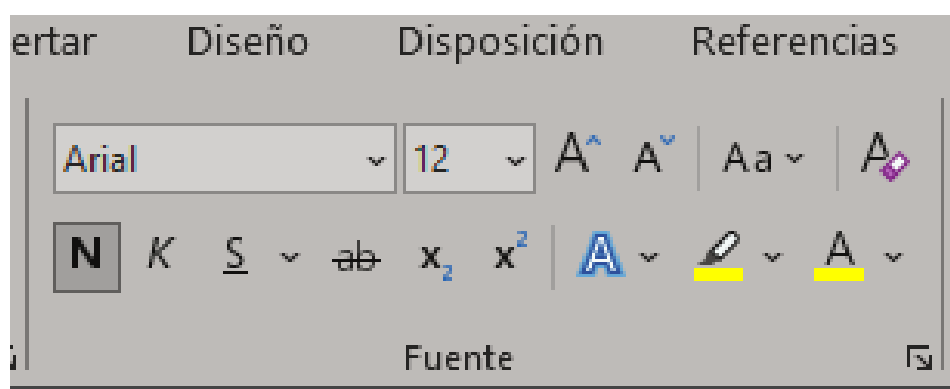 ertar Diseño Disposición Referencias
Arial 12 A A Aa A
N K S ab x₂ x² A A
Fuente